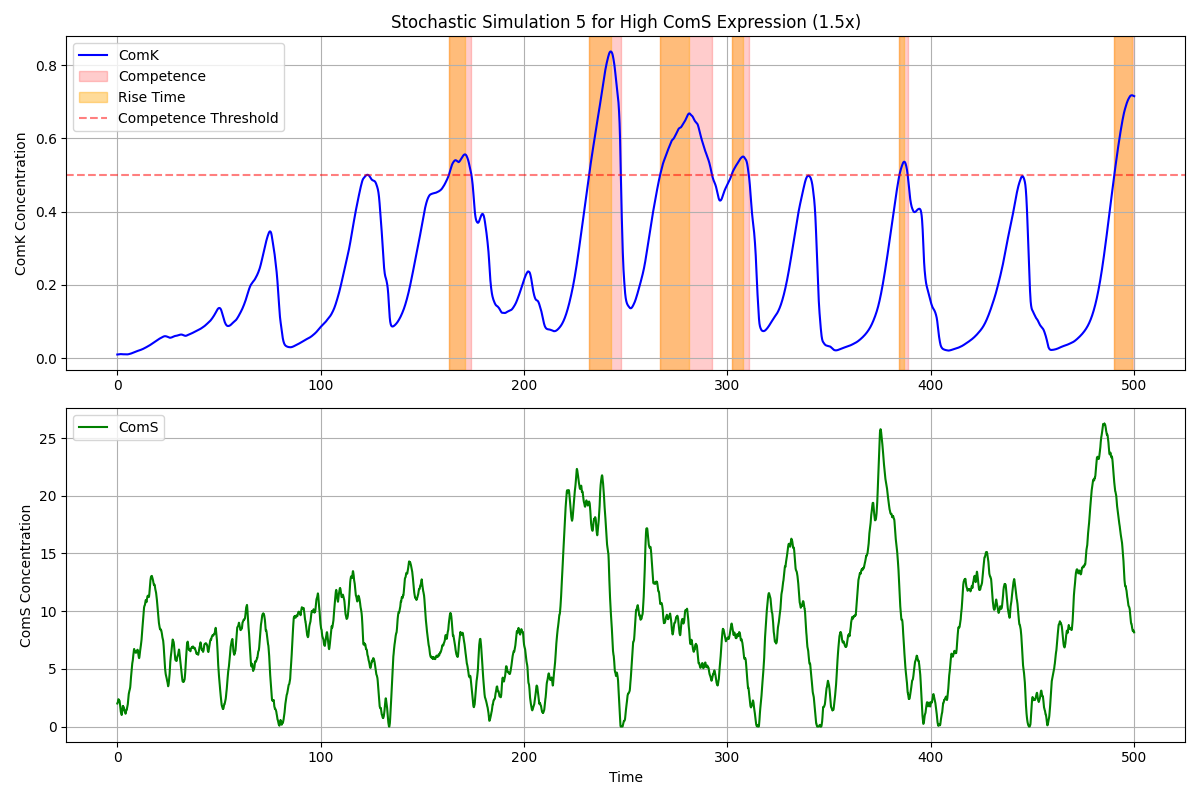 Stochastic Simulation 5 for High ComS Expression (1.5x)
ComK
Competence
Rise Time
Competence Threshold
ComK Concentration
0.8
0.6
0.4
0.2
0.0
0 100 200 300 400 500
ComS
ComS Concentration
25
20
15
10
5
0
0 100 200 300 400 500
Time